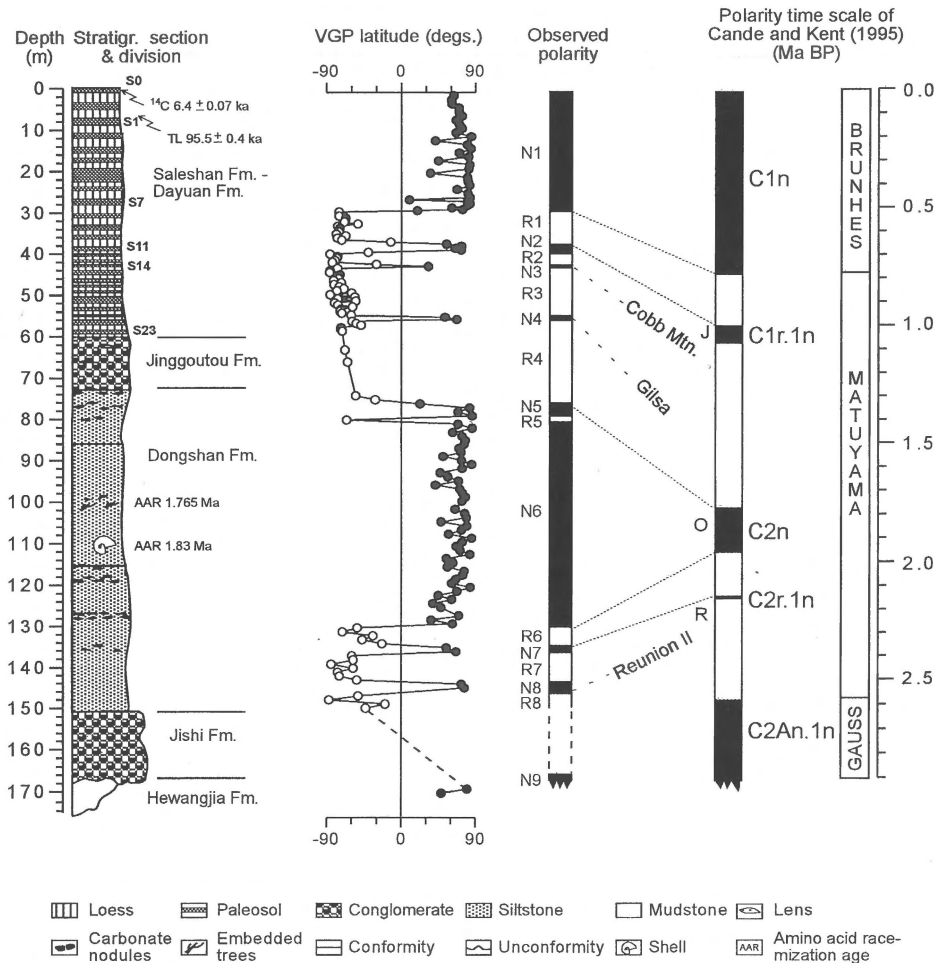 Depth
(m)
Stratigr. section
& division
VGP latitude (degs.)
Observed
polarity
Polarity time scale of
Cande and Kent (1995)
(Ma BP)
-90
0
90
0
10
20
30
40
50
60
70
80
90
100
110
120
130
140
150
160
170
S0
14C 6.4 ± 0.07 ka
S1
TL 95.5± 0.4 ka
Saleshan Fm. -
Dayuan Fm.
S7
S11
S14
S23
Jinggoutou Fm.
Dongshan Fm.
AAR 1.765 Ma
AAR 1.83 Ma
Jishi Fm.
Hewangjia Fm.
-90
0
90
N1
R1
N2
R2
N3
R3
N4
R4
N5
R5
N6
R6
N7
R7
N8
R8
N9
Cobb Mtn.
Gilsa
Reunion II
J
O
R
C1n
C1r.1n
C2n
C2r.1n
C2An.1n
BRUNHES
MATUYAMA
GAUSS
0.0
0.5
1.0
1.5
2.0
2.5
Loess
Paleosol
Conglomerate
Siltstone
Mudstone
Lens
Carbonate
nodules
Embedded
trees
Conformity
Unconformity
Shell
AAR
Amino acid race-
mization age